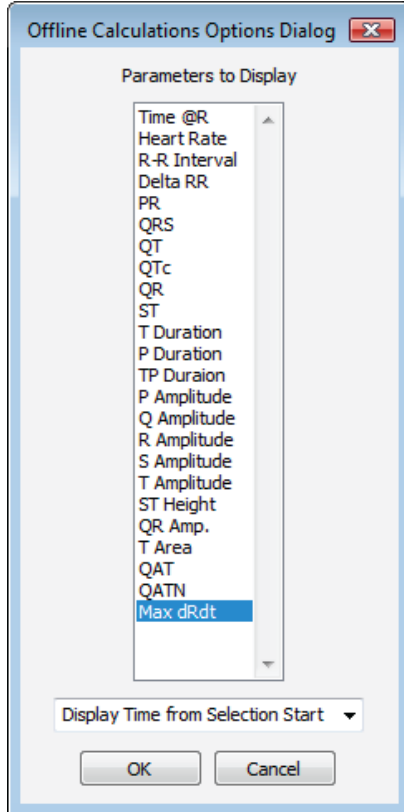 Offline Calculations Options Dialog
Parameters to Display
Time @R
Heart Rate
R-R Interval
Delta RR
PR
QRS
QT
QTc
QR
ST
T Duration
P Duration
TP Duraion
P Amplitude
Q Amplitude
R Amplitude
S Amplitude
T Amplitude
ST Height
QR Amp.
T Area
QAT
QATN
Max dRdt
Display Time from Selection Start
OK Cancel